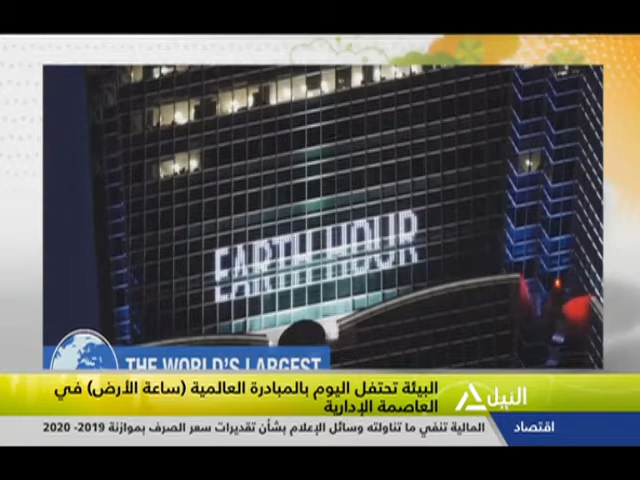 EARTH HOUR
THE WORLD'S LARGEST
البيئة تحتفل اليوم بالمبادرة العالمية (ساعة الأرض) في
العاصمة الإدارية
النيل
اقتصاد
المالية تنفي ما تناولته وسائل الإعلام بشأن تقديرات سعر الصرف بموازنة 2019- 2020